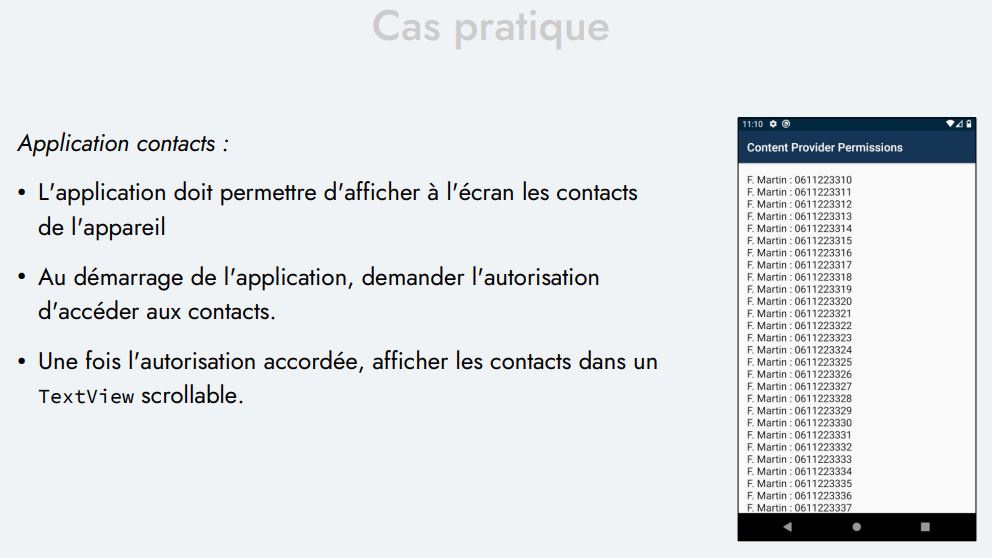 Cas pratique
Application contacts :
• L'application doit permettre d'afficher à l'écran les contacts
de l'appareil
• Au démarrage de l'application, demander l'autorisation
d'accéder aux contacts.
• Une fois l'autorisation accordée, afficher les contacts dans un
TextView scrollable.
11:10
Content Provider Permissions
F. Martin : 0611223310
F. Martin : 0611223311
F. Martin : 0611223312
F. Martin : 0611223313
F. Martin : 0611223314
F. Martin : 0611223315
F. Martin : 0611223316
F. Martin : 0611223317
F. Martin : 0611223318
F. Martin : 0611223319
F. Martin : 0611223320
F. Martin : 0611223321
F. Martin : 0611223322
F. Martin : 0611223323
F. Martin : 0611223324
F. Martin : 0611223325
F. Martin : 0611223326
F. Martin : 0611223327
F. Martin : 0611223328
F. Martin : 0611223329
F. Martin : 0611223330
F. Martin : 0611223331
F. Martin : 0611223332
F. Martin : 0611223333
F. Martin : 0611223334
F. Martin : 0611223335
F. Martin : 0611223336
F. Martin : 0611223337